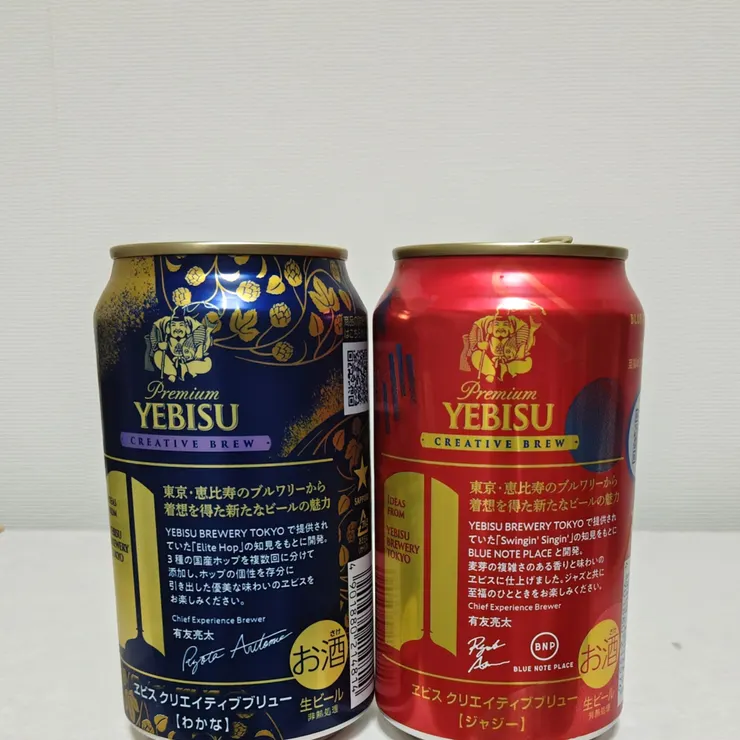 Premium
YEBISU
CREATIVE BREW
東京・恵比寿のブルワリーから
着想を得た新たなビールの魅力
YEBISU BREWERY TOKYO で提供され
ていた「Elite Hop」の知見をもとに開発。
3種の国産ホップを複数回に分けて
添加し、ホップの個性を存分に
引き出した優美な味わいのヱビスを
お楽しみください。
Chief Experience Brewer
有友亮太
Ryota Aritomo
さけ
お酒
ヱビス クリエイティブブリュー
【わかな】
生ビール
非熱処理
4901880214814
Premium
YEBISU
CREATIVE BREW
IDEAS
FROM
YEBISU
BREWERY
TOKYO
東京・恵比寿のブルワリーから
着想を得た新たなビールの魅力
YEBISU BREWERY TOKYO で提供され
ていた「Swingin' Singin'」の知見をもとに
BLUE NOTE PLACE と開発。
麦芽の複雑さのある香りと味わいの
ヱビスに仕上げました。ジャズと共に
至福のひとときをお楽しみください。
Chief Experience Brewer
有友亮太
BNP
BLUE NOTE PLACE
さけ
お酒
ヱビス クリエイティブブリュー
【ジャジー】
生ビール
非熱処理